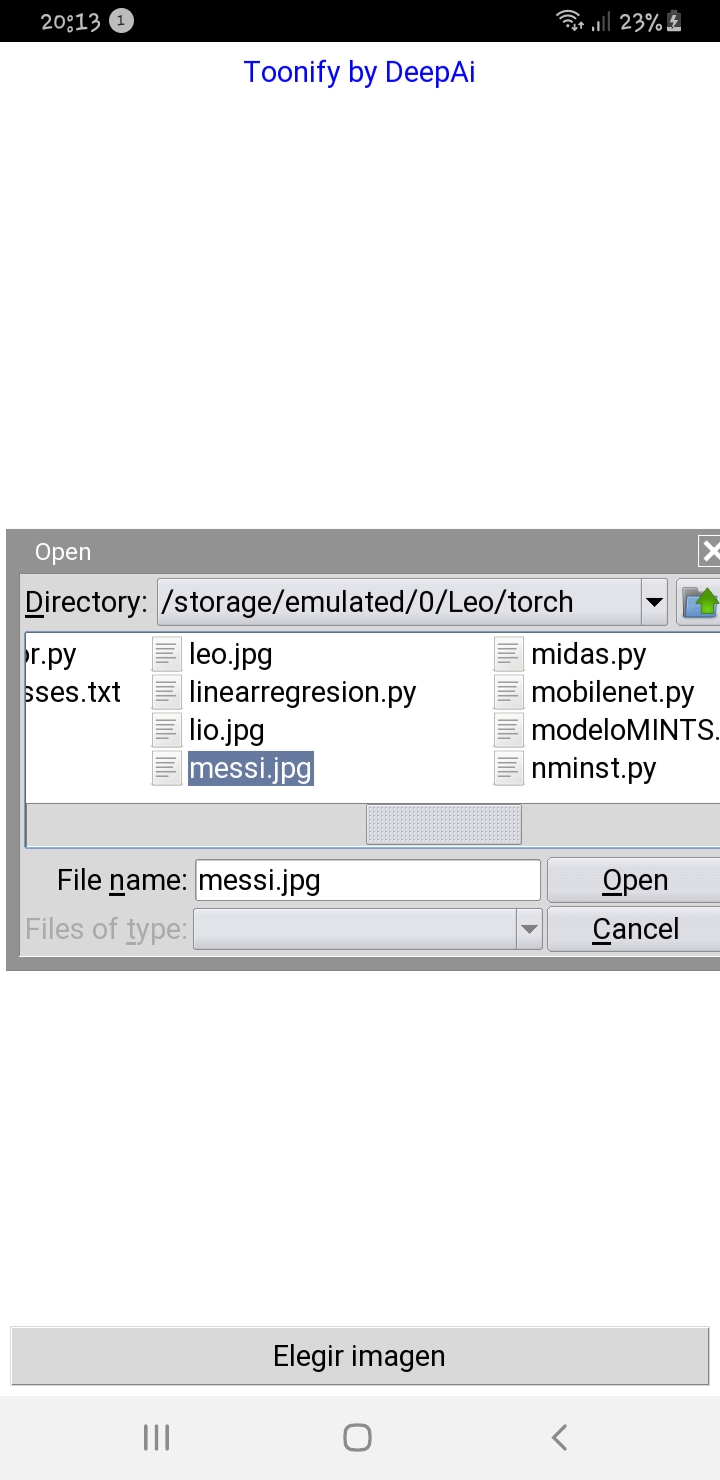 20:13 1 23%
Toonify by DeepAi
Open
Directory: /storage/emulated/0/Leo/torch
or.py leo.jpg midas.py
sses.txt linearregresion.py mobilenet.py
lio.jpg modeloMINTS.
messi.jpg nminst.py
File name: messi.jpg Open
Files of type: Cancel
Elegir imagen